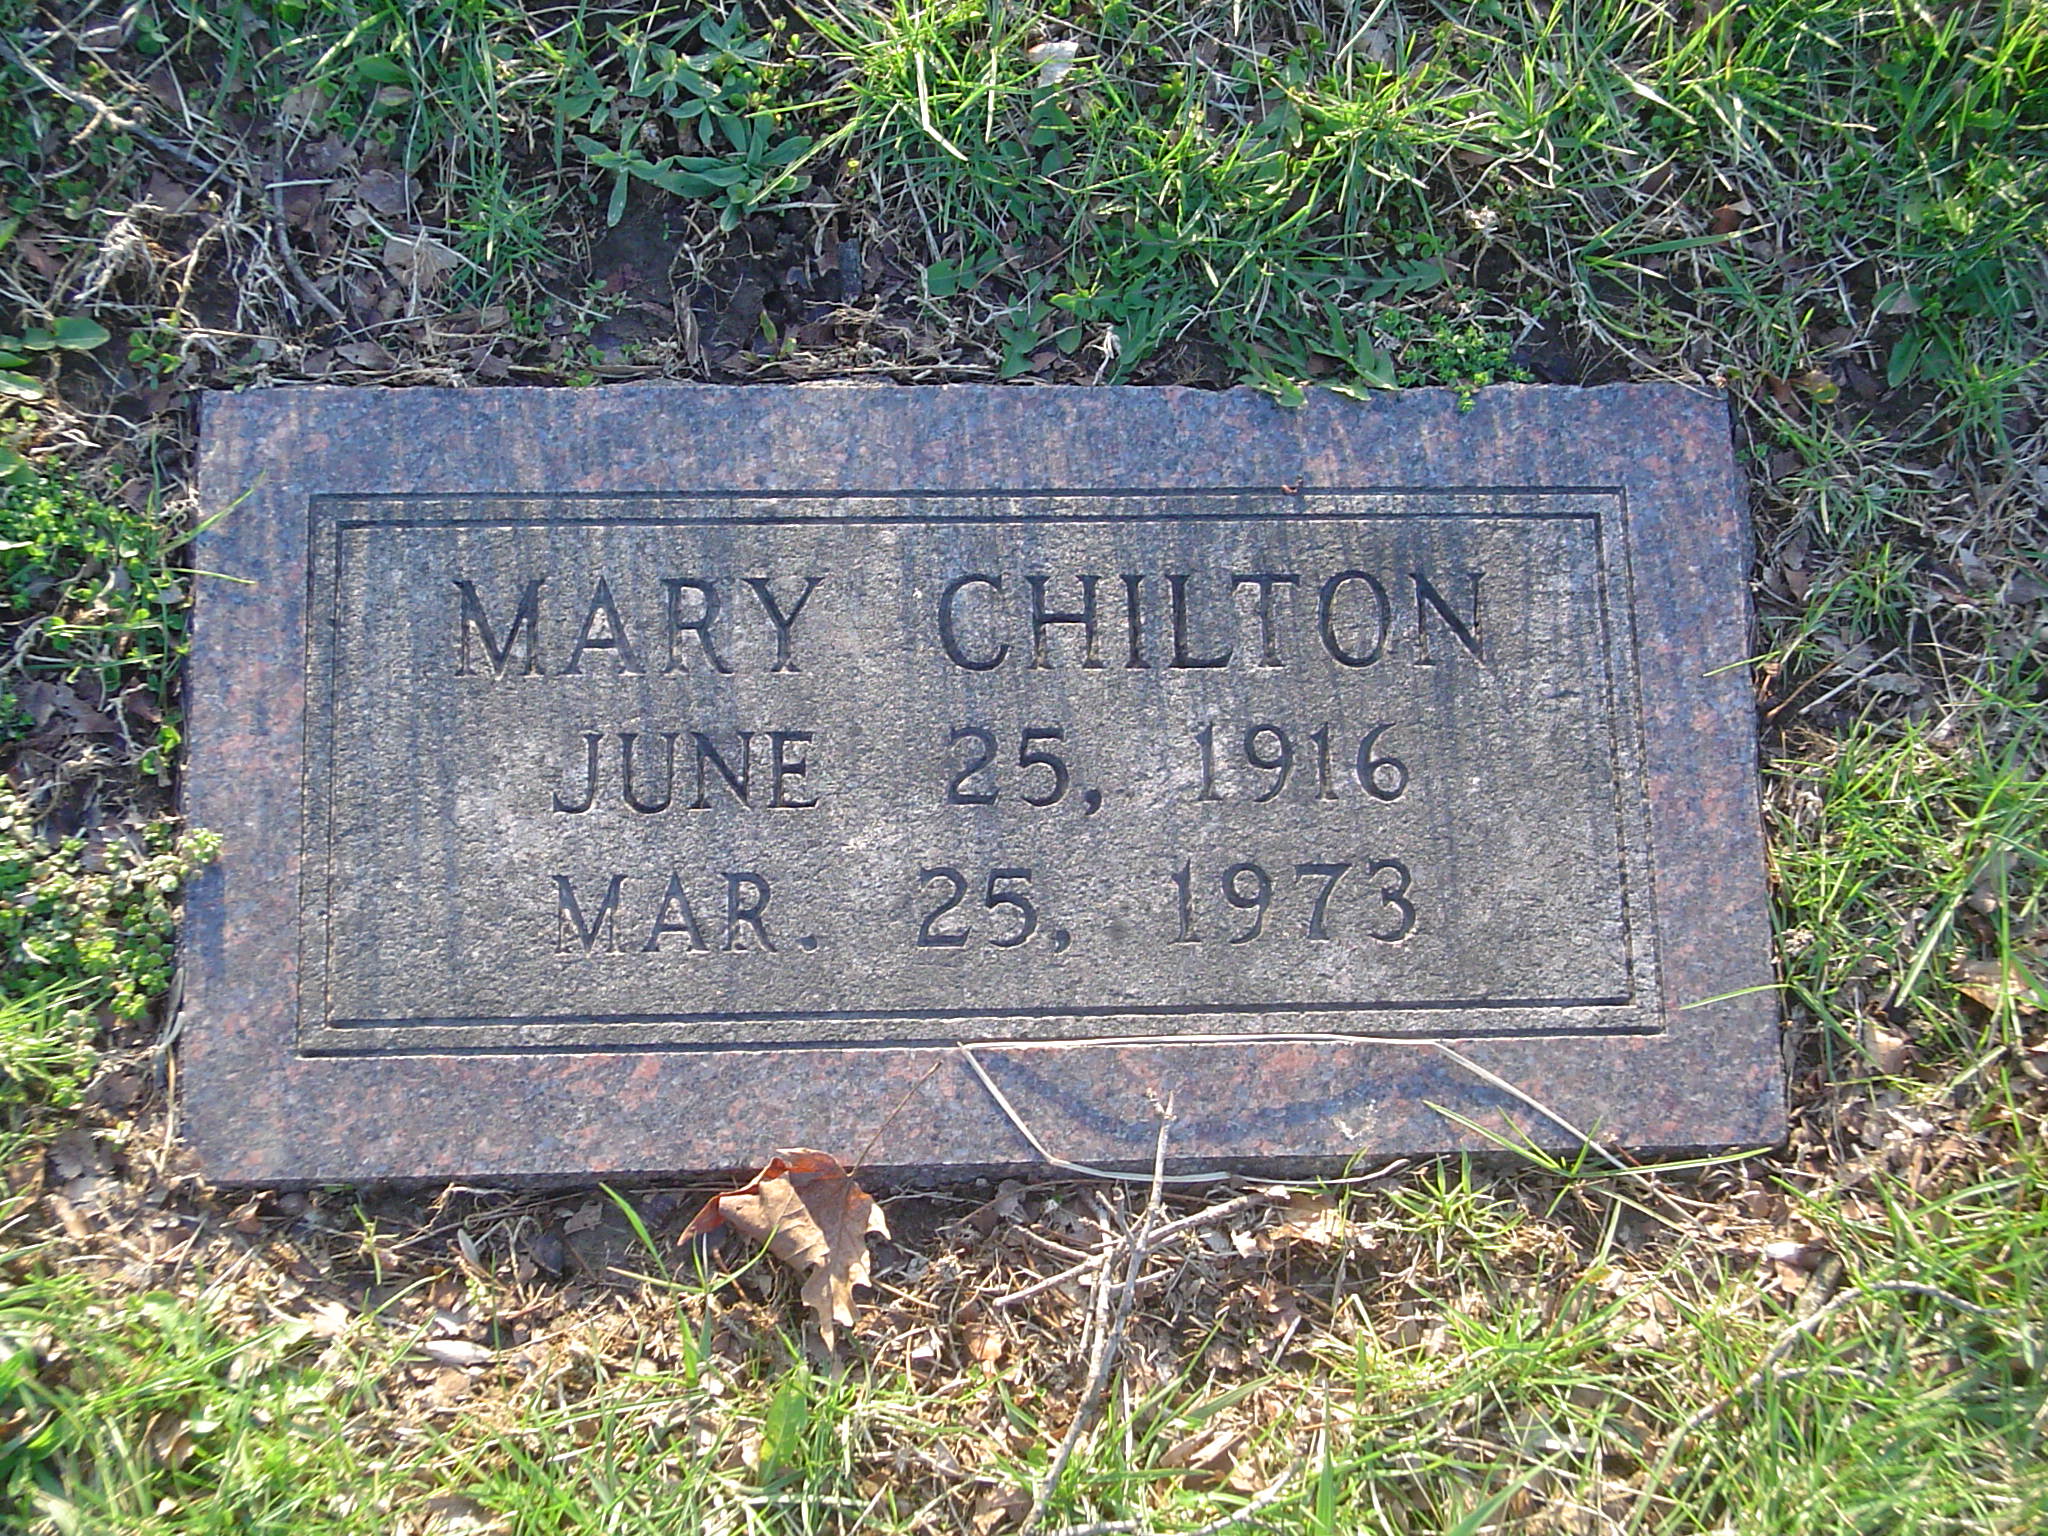 MARY CHILTON
JUNE 25, 1916
MAR. 25, 1973